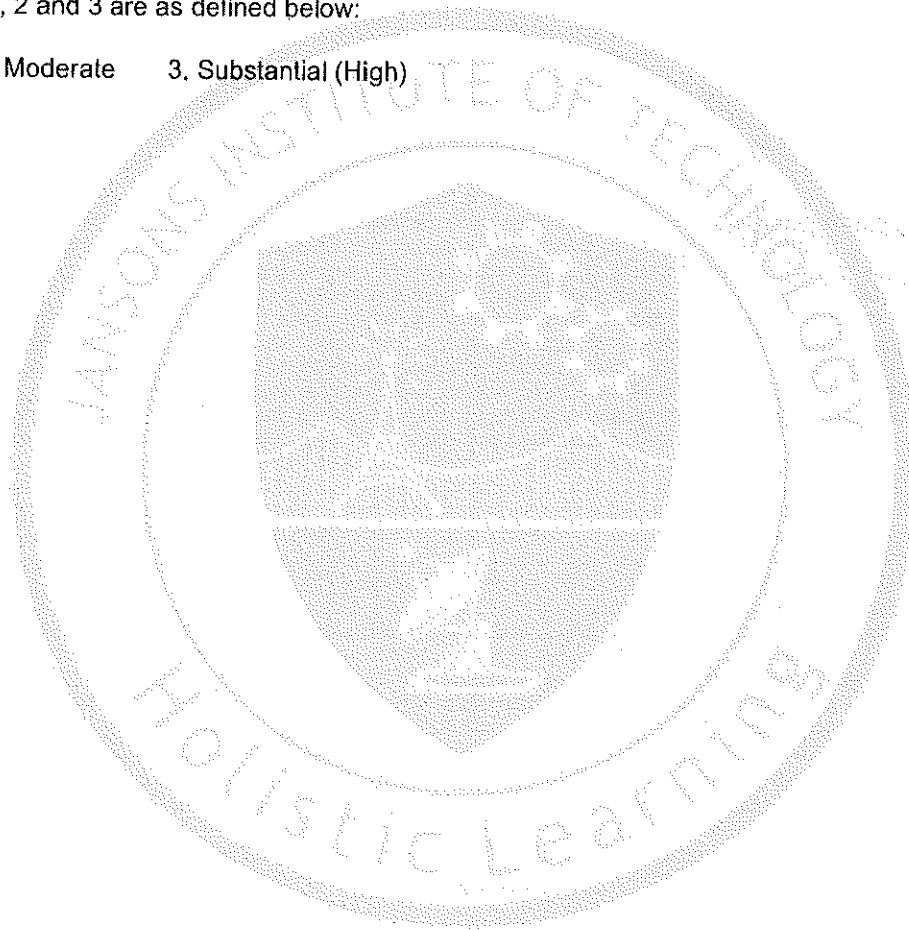 , 2 and 3 are as defined below:
Moderate 3. Substantial (High)
JANSONS INSTITUTE OF TECHNOLOGY
Holistic Learning